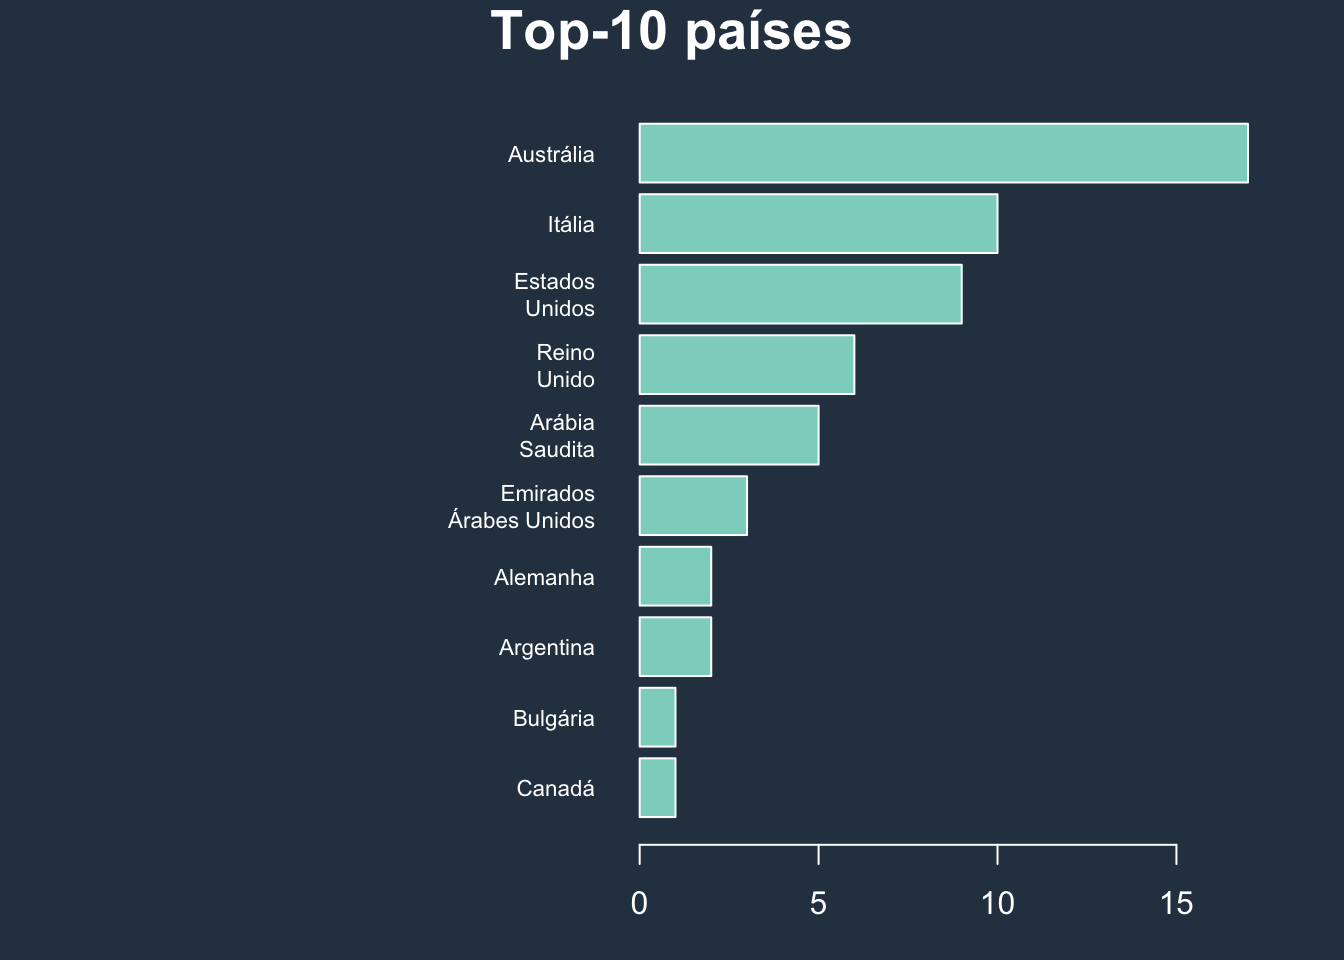 Top-10 países
Austrália
Itália
Estados
Unidos
Reino
Unido
Arábia
Saudita
Emirados
Árabes Unidos
Alemanha
Argentina
Bulgária
Canadá
0 5 10 15